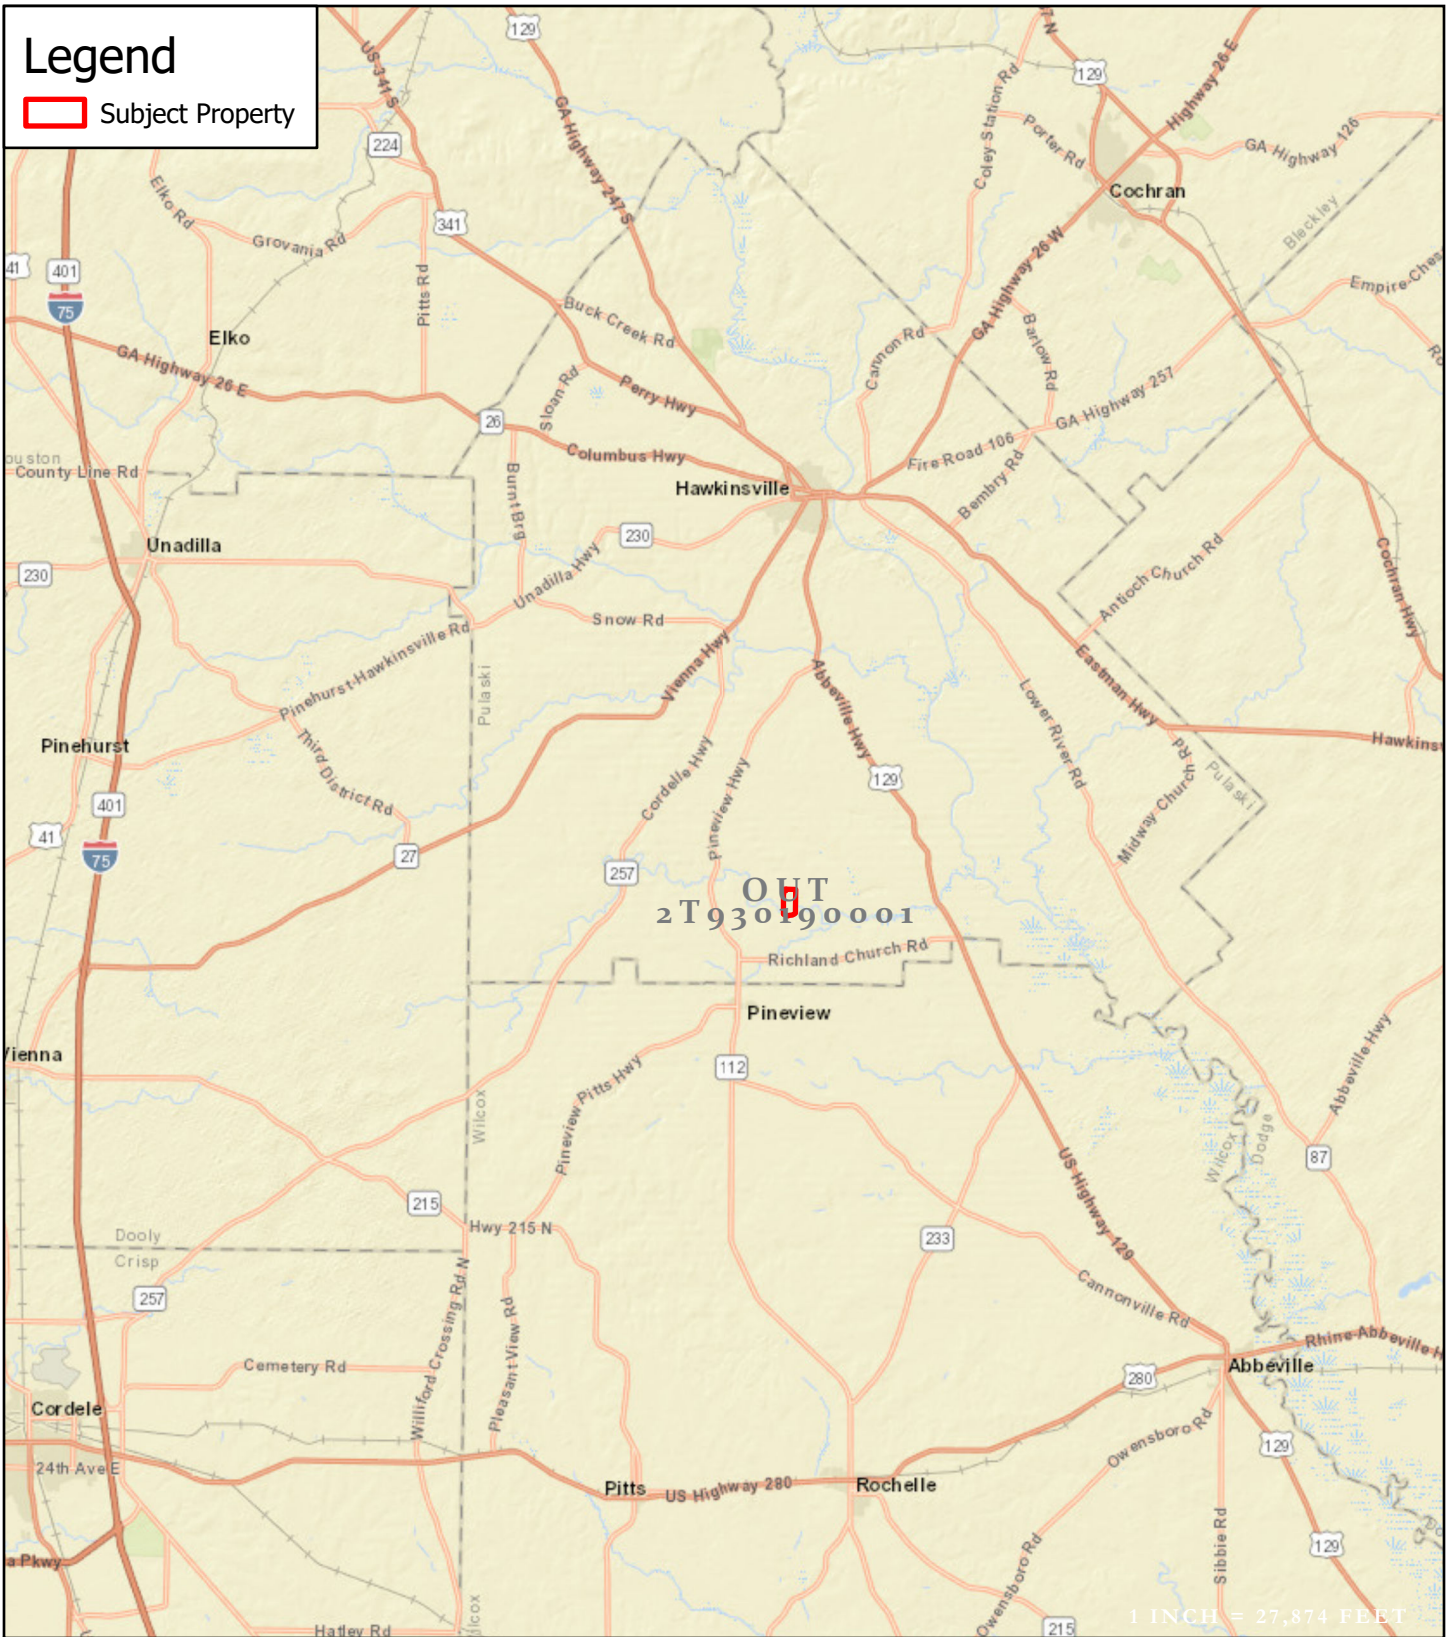 Legend
Subject Property
129
US 341 S
GA Highway 247 S
7 N
129
Highway 26 E
Coley Station Rd
Porter Rd
GA Highway 126
224
Cochran
Elko Rd
341
Grovania Rd
Bleckley
41
401
75
Pitts Rd
GA Highway 26 W
Empire-Ches
Buck Creek Rd
Elko
Cannon Rd
Barlow Rd
GA Highway 26 E
Sloan Rd
Perry Hwy
GA Highway 257
26
Columbus Hwy
Fire Road 106
ouston
County Line Rd
Burnt Brg
Hawkinsville
Bembry Rd
Unadilla
230
230
Unadilla Hwy
Antioch Church Rd
Cochran Hwy
Snow Rd
Pinehurst-Hawkinsville Rd
Pulaski
Vienna Hwy
Abbeville Hwy
Lower River Rd
Eastman Hwy
Pinehurst
Third District Rd
Cordelle Hwy
Pineview Hwy
129
Hawkins
Midway Church Rd
Pulaski
401
41
75
27
257
OUT
2T930190001
Richland Church Rd
Pineview
Vienna
112
Pineview Pitts Hwy
Abbeville Hwy
Wilcox
Wilcox
Dodge
87
US Highway 129
215
Hwy 215 N
233
Dooly
Crisp
257
Williford Crossing Rd N
Pleasant View Rd
Cannonville Rd
Rhine-Abbeville H
Cemetery Rd
280
Abbeville
Cordele
Owensboro Rd
129
24th Ave E
Pitts
US Highway 280
Rochelle
Sibbie Rd
129
a Pkwy
Owensboro Rd
ilcox
Hatley Rd
215
1 INCH = 27,874 FEET